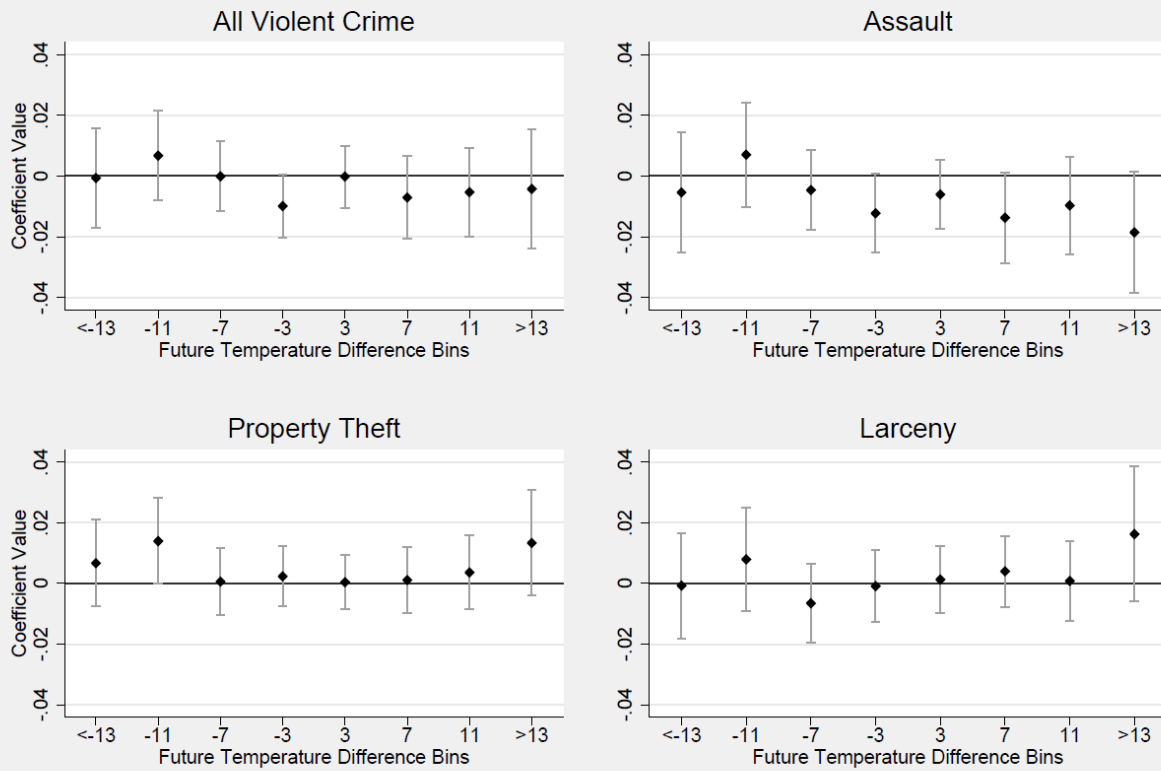 All Violent Crime
Coefficient Value
.04
.02
0
-.02
-.04
<-13 -11 -7 -3 3 7 11 >13
Future Temperature Difference Bins
Assault
.04
.02
0
-.02
-.04
<-13 -11 -7 -3 3 7 11 >13
Future Temperature Difference Bins
Property Theft
Coefficient Value
.04
.02
0
-.02
-.04
<-13 -11 -7 -3 3 7 11 >13
Future Temperature Difference Bins
Larceny
.04
.02
0
-.02
-.04
<-13 -11 -7 -3 3 7 11 >13
Future Temperature Difference Bins